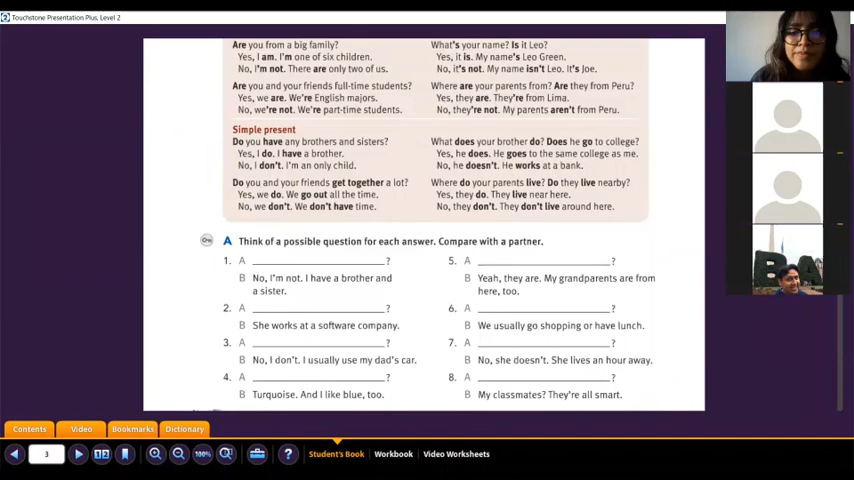 Touchstone Presentation Plus, Level 2
Are you from a big family?
Yes, I am. I'm one of six children.
No, I'm not. There are only two of us.
What's your name? Is it Leo?
Yes, it is. My name's Leo Green.
No, it's not. My name isn't Leo. It's Joe.
Are you and your friends full-time students?
Yes, we are. We're English majors.
No, we're not. We're part-time students.
Where are your parents from? Are they from Peru?
Yes, they are. They're from Lima.
No, they're not. My parents aren't from Peru.
Simple present
Do you have any brothers and sisters?
Yes, I do. I have a brother.
No, I don't. I'm an only child.
What does your brother do? Does he go to college?
Yes, he does. He goes to the same college as me.
No, he doesn't. He works at a bank.
Do you and your friends get together a lot?
Yes, we do. We go out all the time.
No, we don't. We don't have time.
Where do your parents live? Do they live nearby?
Yes, they do. They live near here.
No, they don't. They don't live around here.
A Think of a possible question for each answer. Compare with a partner.
1. A ____________________ ?
B No, I'm not. I have a brother and
a sister.
2. A ____________________ ?
B She works at a software company.
3. A ____________________ ?
B No, I don't. I usually use my dad's car.
4. A ____________________ ?
B Turquoise. And I like blue, too.
5. A ____________________ ?
B Yeah, they are. My grandparents are from
here, too.
6. A ____________________ ?
B We usually go shopping or have lunch.
7. A ____________________ ?
B No, she doesn't. She lives an hour away.
8. A ____________________ ?
B My classmates? They're all smart.
BA
Contents Video Bookmarks Dictionary
3 1 2 100% ? Student's Book Workbook Video Worksheets